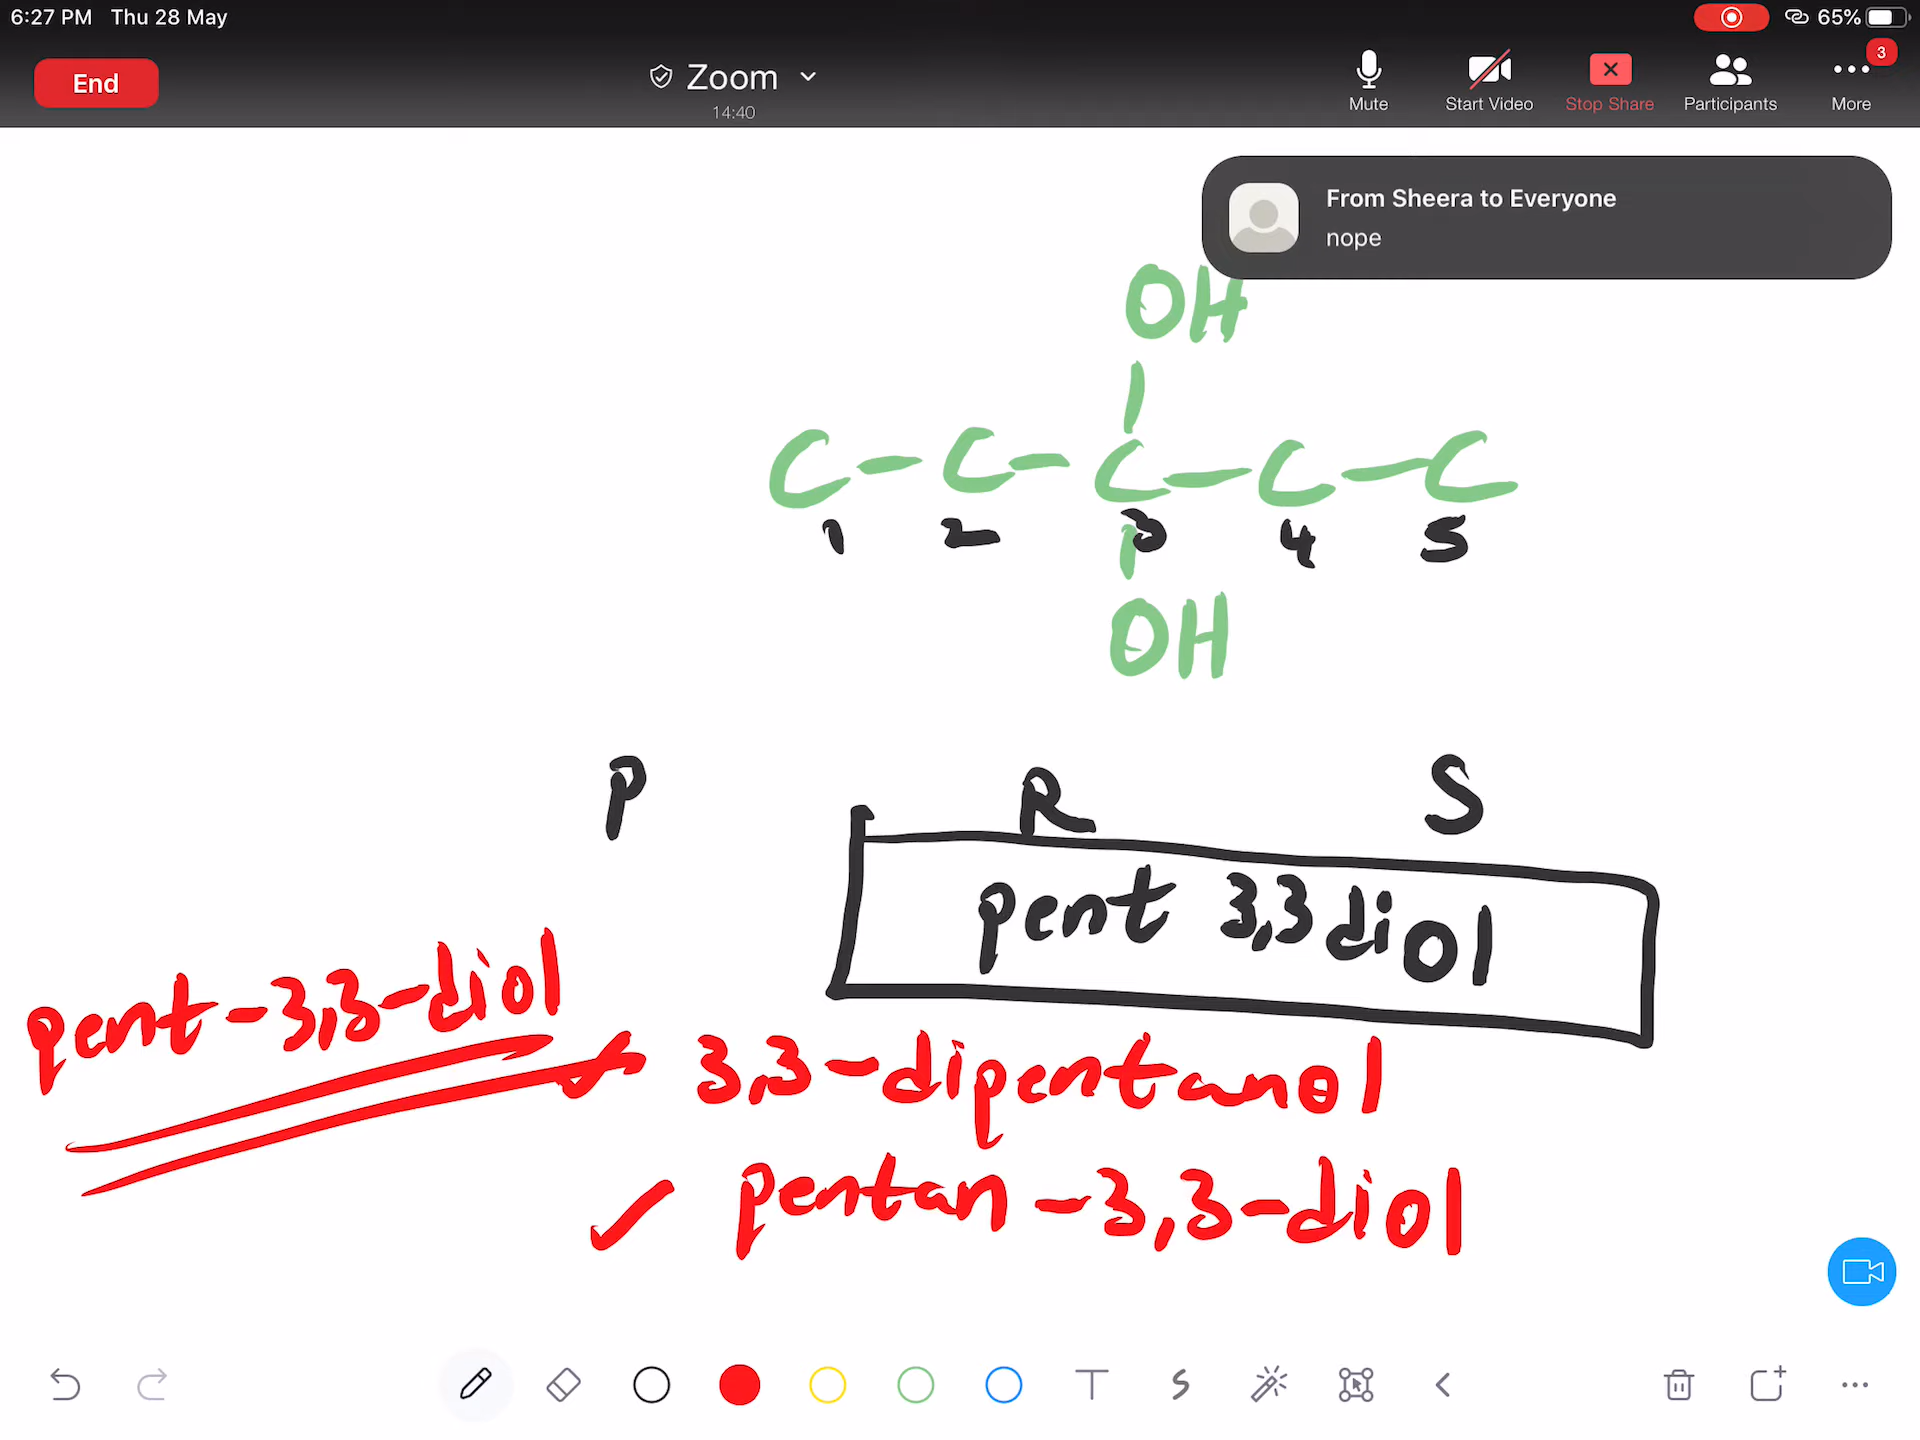 6:27 PM Thu 28 May
65%
End
Zoom
14:40
Mute
Start Video
Stop Share
Participants
More
3
From Sheera to Everyone
nope
OH
C-C-C-C-C
1 2 3 4 5
OH
P R S
pent 3,3 diol
pent-3,3-diol
3,3-dipentanol
✓ pentan-3,3-diol
T